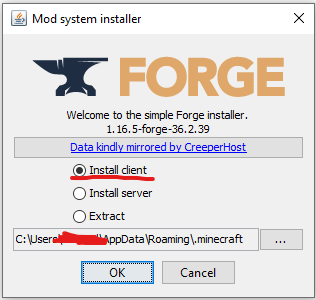 Mod system installer
FORGE
Welcome to the simple Forge installer.
1.16.5-forge-36.2.39
Data kindly mirrored by CreeperHost
Install client
Install server
Extract
C:\Users\AppData\Roaming\.minecraft
...
OK
Cancel